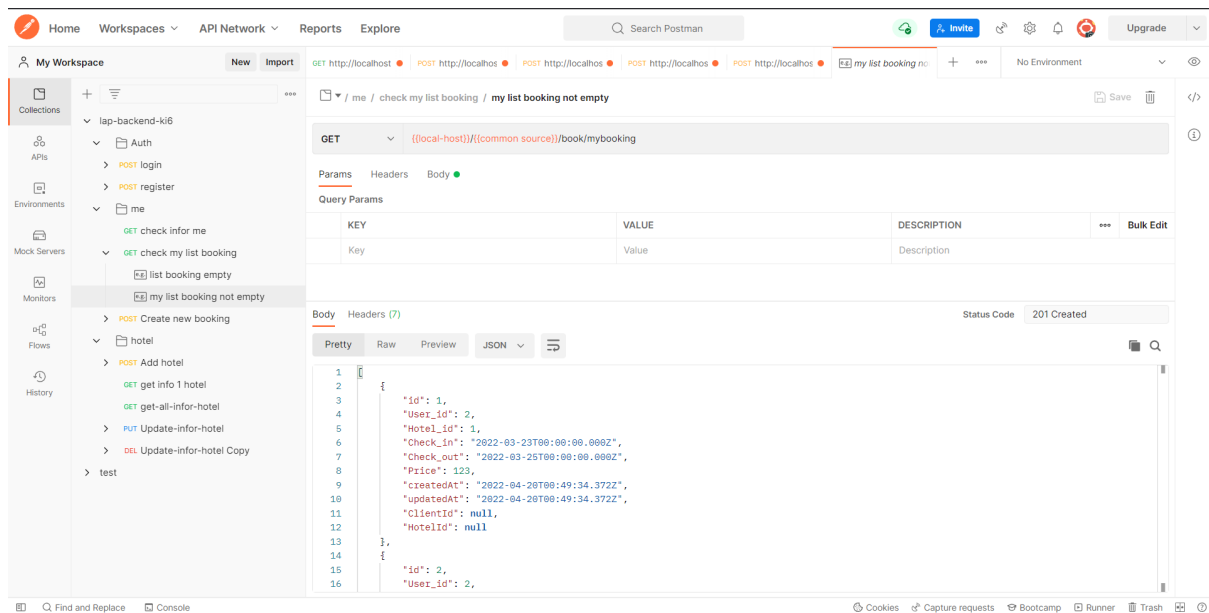 Home Workspaces API Network Reports Explore Search Postman Invite Upgrade
My Workspace New Import GET http://localhost POST http://localhos POST http://localhos POST http://localhos POST http://localhos e.g. my list booking no No Environment
Collections
APIs
Environments
Mock Servers
Monitors
Flows
History
lap-backend-ki6
Auth
POST login
POST register
me
GET check infor me
GET check my list booking
e.g. list booking empty
e.g. my list booking not empty
POST Create new booking
hotel
POST Add hotel
GET get info 1 hotel
GET get-all-infor-hotel
PUT Update-infor-hotel
DEL Update-infor-hotel Copy
test
/ me / check my list booking / my list booking not empty Save
GET {{local-host}}/{{common source}}/book/mybooking
Params Headers Body
Query Params
KEY VALUE DESCRIPTION Bulk Edit
Key Value Description
Body Headers (7) Status Code 201 Created
Pretty Raw Preview JSON
1 [
2 {
3 "id": 1,
4 "User_id": 2,
5 "Hotel_id": 1,
6 "Check_in": "2022-03-23T00:00:00.000Z",
7 "Check_out": "2022-03-25T00:00:00.000Z",
8 "Price": 123,
9 "createdAt": "2022-04-20T00:49:34.372Z",
10 "updatedAt": "2022-04-20T00:49:34.372Z",
11 "ClientId": null,
12 "HotelId": null
13 },
14 {
15 "id": 2,
16 "User_id": 2,
Find and Replace Console Cookies Capture requests Bootcamp Runner Trash